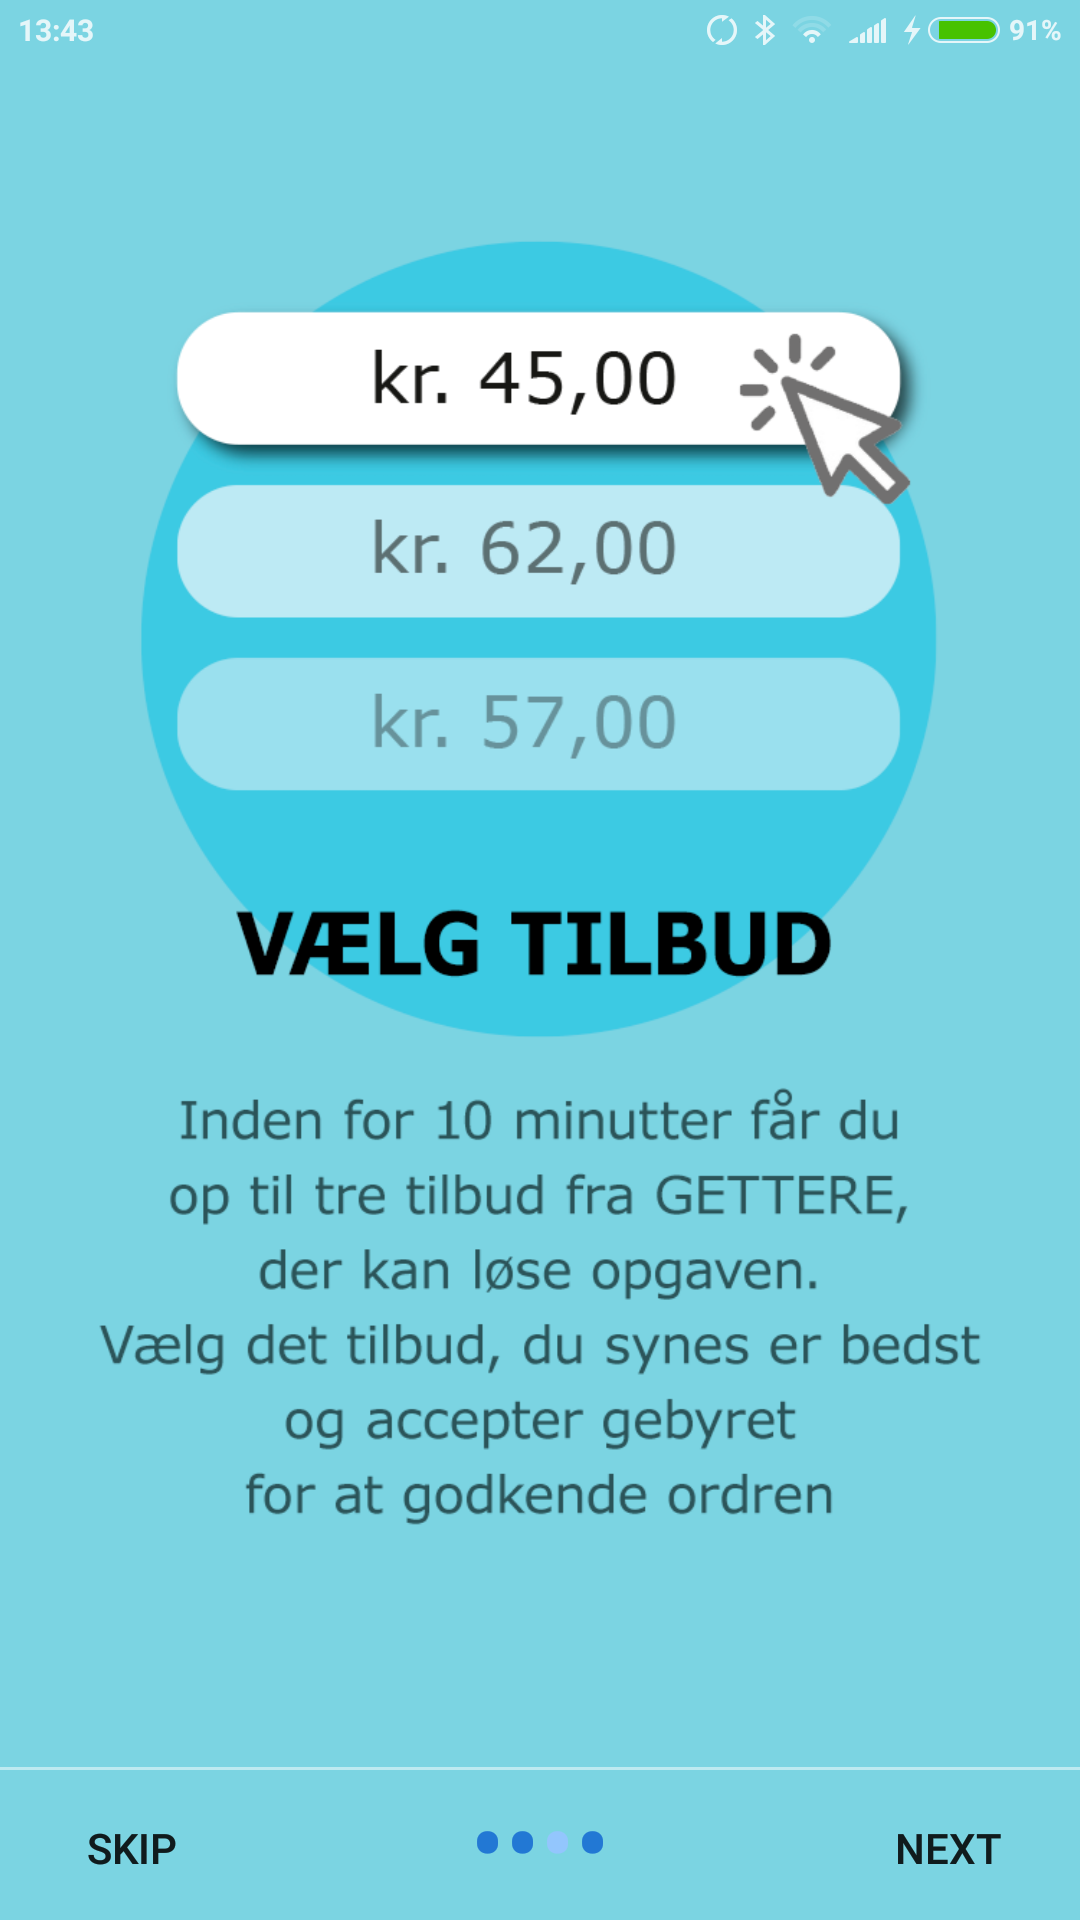 13:43
91%
kr. 45,00
kr. 62,00
kr. 57,00
VÆLG TILBUD
Inden for 10 minutter får du
op til tre tilbud fra GETTERE,
der kan løse opgaven.
Vælg det tilbud, du synes er bedst
og accepter gebyret
for at godkende ordren
SKIP
NEXT